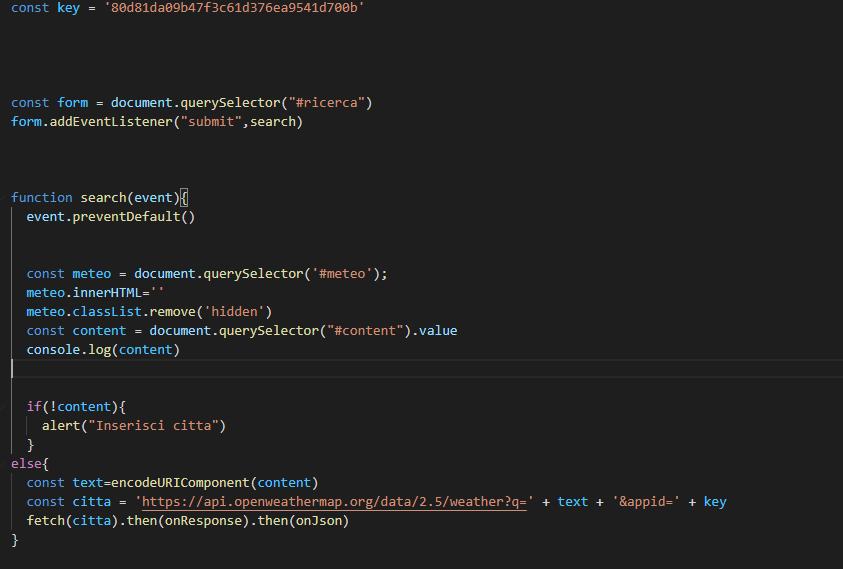 const key = '80d81da09b47f3c61d376ea9541d700b'
const form = document.querySelector("#ricerca")
form.addEventListener("submit",search)
function search(event){
event.preventDefault()
const meteo = document.querySelector('#meteo');
meteo.innerHTML=''
meteo.classList.remove('hidden')
const content = document.querySelector("#content").value
console.log(content)
if(!content){
alert("Inserisci citta")
}
else{
const text=encodeURIComponent(content)
const citta = 'https://api.openweathermap.org/data/2.5/weather?q=' + text + '&appid=' + key
fetch(citta).then(onResponse).then(onJson)
}